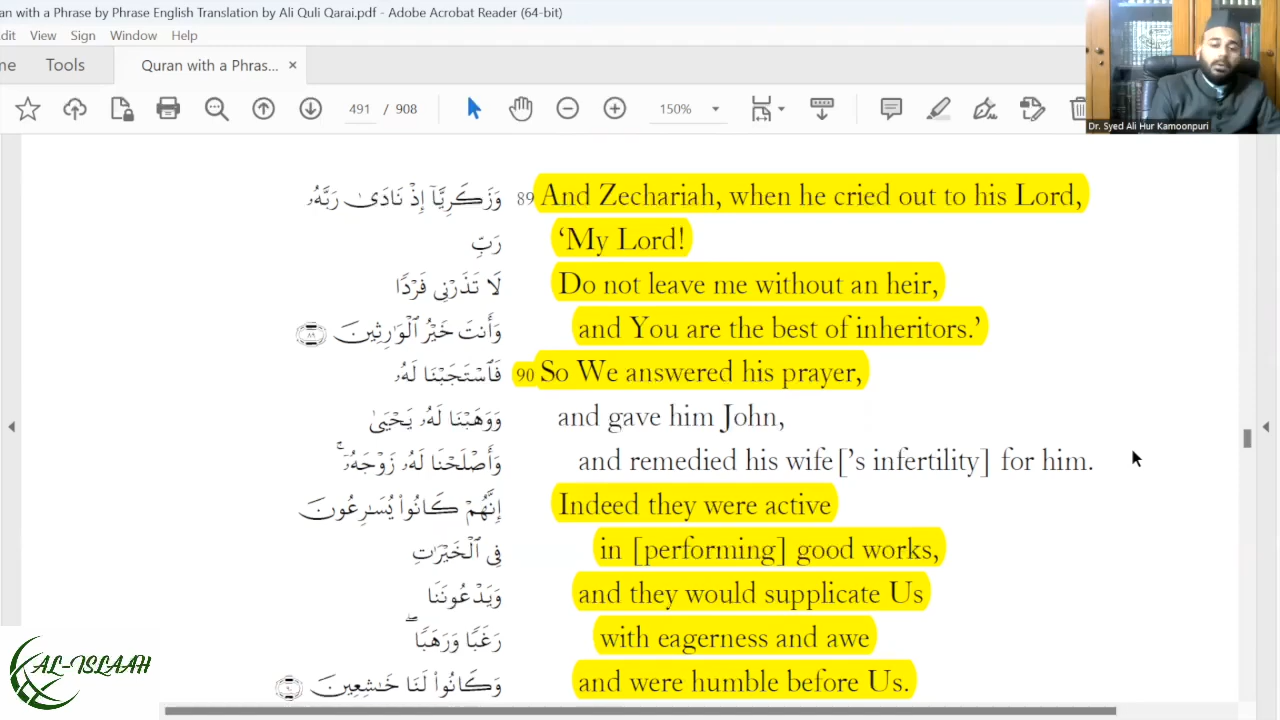 ran with a Phrase by Phrase English Translation by Ali Quli Qarai.pdf - Adobe Acrobat Reader (64-bit)
dit View Sign Window Help
me Tools Quran with a Phras... ×
491 / 908 150%
Dr. Syed Ali Hur Kamoonpuri
وَزَكَرِيَّآ إِذْ نَادَىٰ رَبَّهُۥ 89 And Zechariah, when he cried out to his Lord,
رَبِّ ‘My Lord!
لَا تَذَرْنِى فَرْدًا Do not leave me without an heir,
وَأَنتَ خَيْرُ ٱلْوَٰرِثِينَ ﴿٨٩﴾ and You are the best of inheritors.’
فَٱسْتَجَبْنَا لَهُۥ 90 So We answered his prayer,
وَوَهَبْنَا لَهُۥ يَحْيَىٰ and gave him John,
وَأَصْلَحْنَا لَهُۥ زَوْجَهُۥٓ ۚ and remedied his wife[’s infertility] for him.
إِنَّهُمْ كَانُوا۟ يُسَٰرِعُونَ Indeed they were active
فِى ٱلْخَيْرَٰتِ in [performing] good works,
وَيَدْعُونَنَا and they would supplicate Us
رَغَبًا وَرَهَبًا ۖ with eagerness and awe
وَكَانُوا۟ لَنَا خَٰشِعِينَ ﴿٩٠﴾ and were humble before Us.
AL-ISLAAH